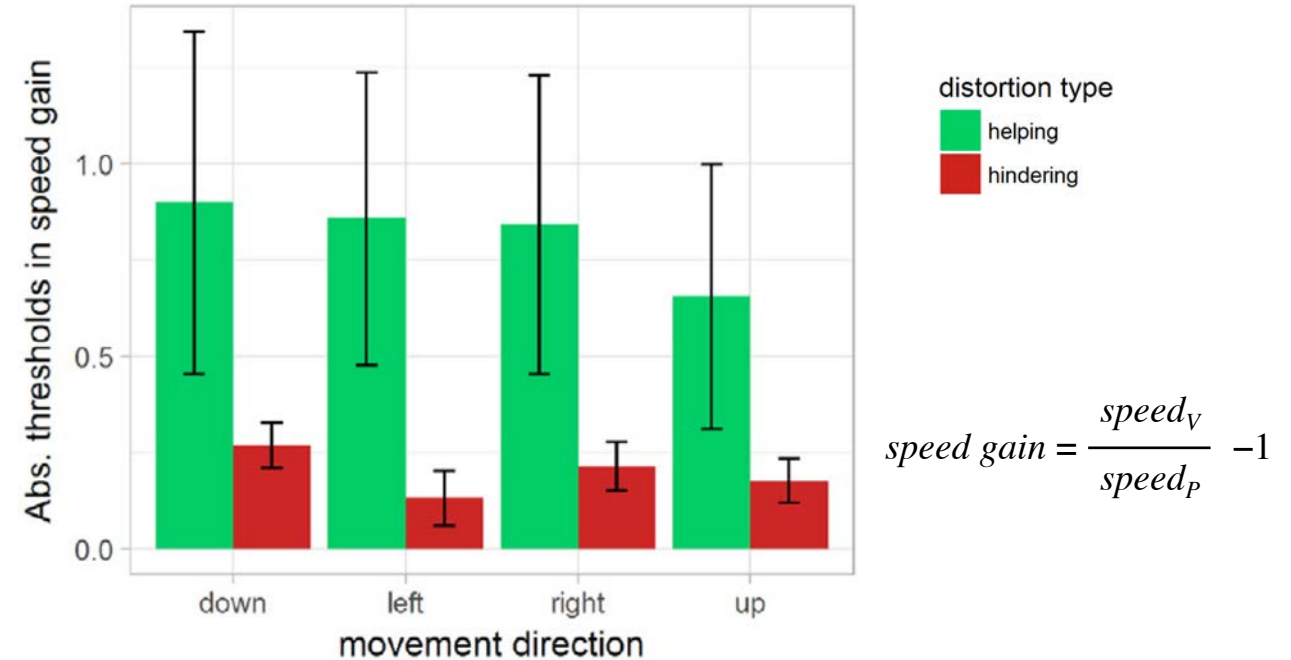 Abs. thresholds in speed gain
1.0
0.5
0.0
down left right up
movement direction
distortion type
helping
hindering
speed gain = speed_V / speed_P −1